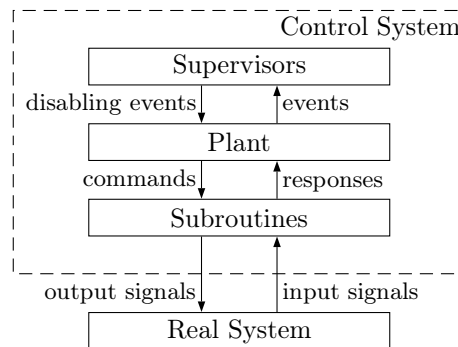 Control System
Supervisors
disabling events
events
Plant
commands
responses
Subroutines
output signals
input signals
Real System